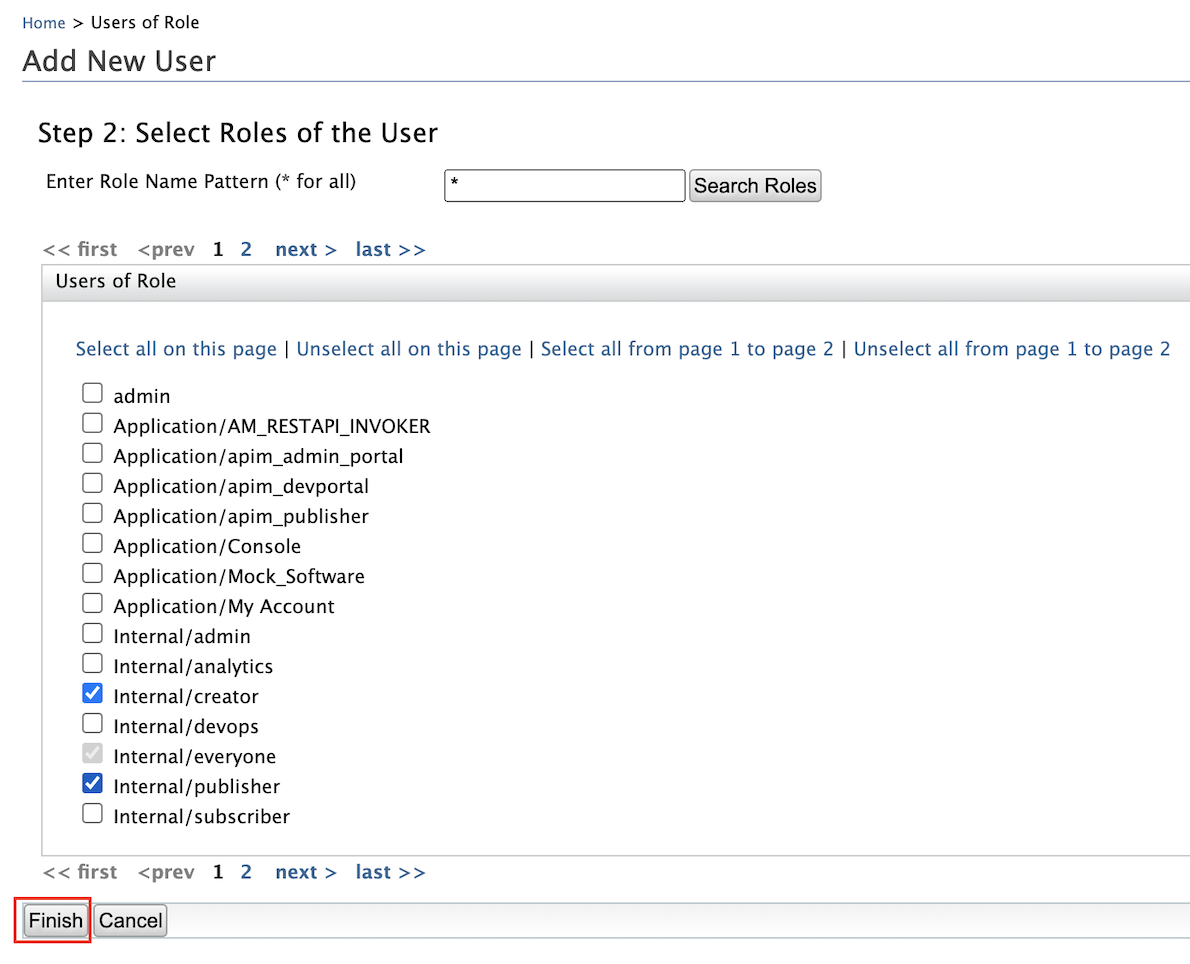 Home > Users of Role
Add New User
Step 2: Select Roles of the User
Enter Role Name Pattern (* for all) * Search Roles
<< first <prev 1 2 next > last >>
Users of Role
Select all on this page | Unselect all on this page | Select all from page 1 to page 2 | Unselect all from page 1 to page 2
admin
Application/AM_RESTAPI_INVOKER
Application/apim_admin_portal
Application/apim_devportal
Application/apim_publisher
Application/Console
Application/Mock_Software
Application/My Account
Internal/admin
Internal/analytics
Internal/creator
Internal/devops
Internal/everyone
Internal/publisher
Internal/subscriber
<< first <prev 1 2 next > last >>
Finish Cancel